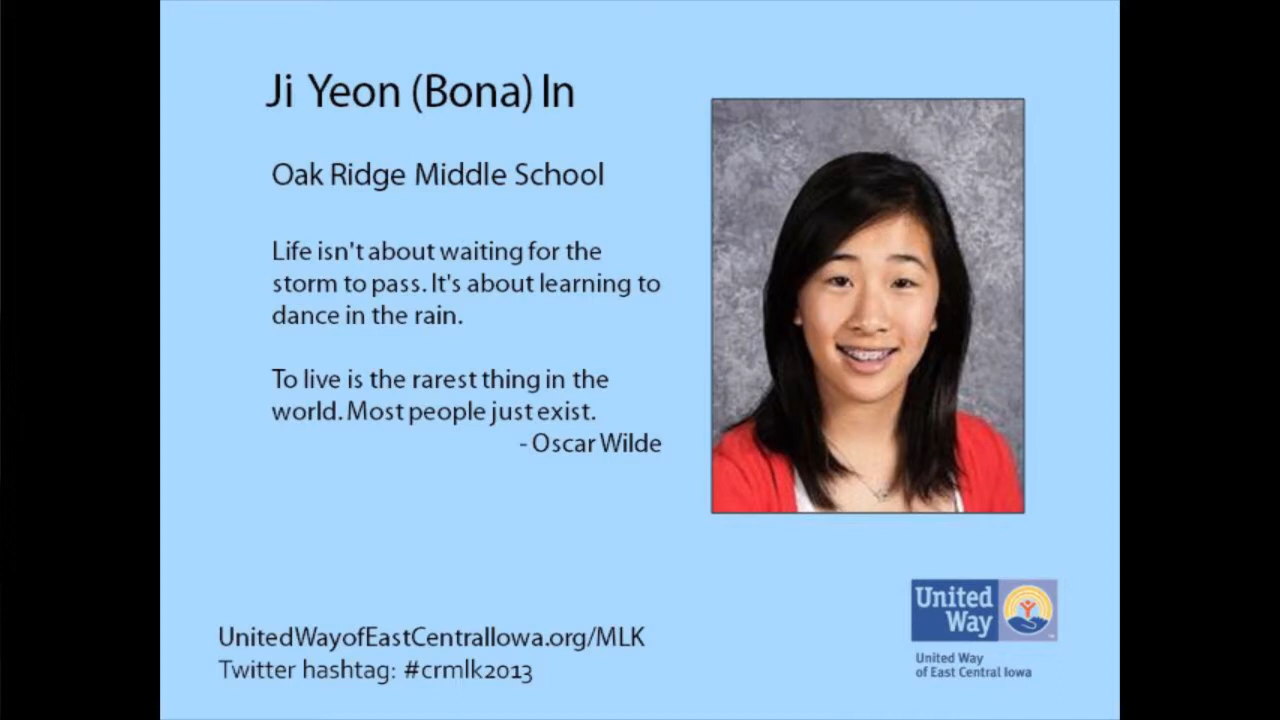 Ji Yeon (Bona) In
Oak Ridge Middle School
Life isn't about waiting for the
storm to pass. It's about learning to
dance in the rain.
To live is the rarest thing in the
world. Most people just exist.
- Oscar Wilde
UnitedWayofEastCentralIowa.org/MLK
Twitter hashtag: #crmlk2013
United
Way
United Way
of East Central Iowa